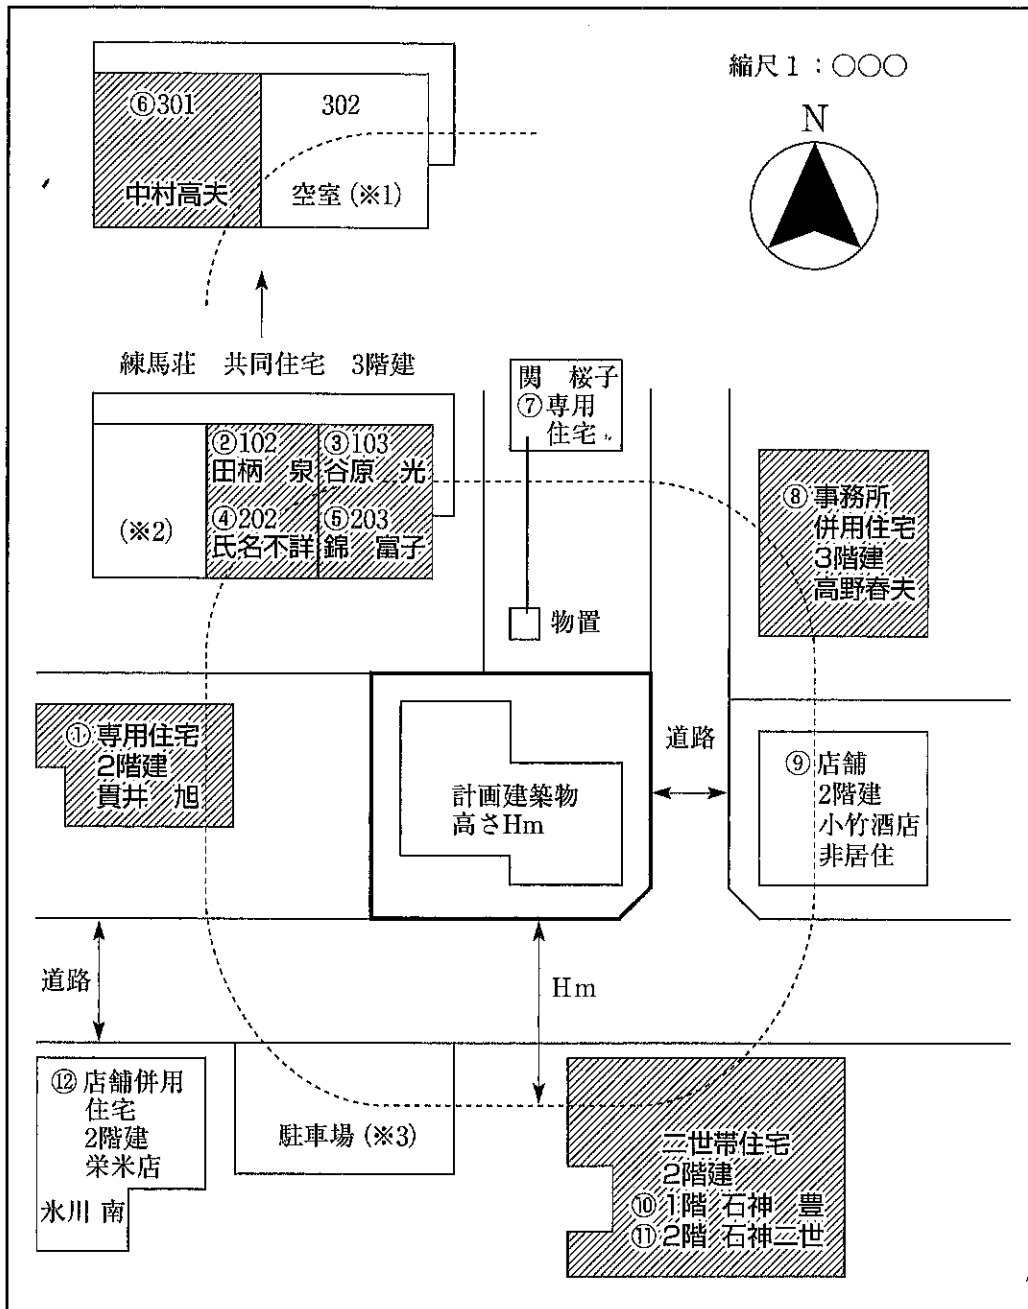 縮尺1：○○○
N
⑥301
中村高夫
302
空室(※1)
練馬荘 共同住宅 3階建
(※2)
②102
田柄 泉
③103
谷原 光
④202
氏名不詳
⑤203
錦 富子
関 桜子
⑦専用
住宅
物置
⑧事務所
併用住宅
3階建
高野春夫
①専用住宅
2階建
貫井 旭
計画建築物
高さHm
道路
⑨店舗
2階建
小竹酒店
非居住
道路
Hm
⑫店舗併用
住宅
2階建
栄米店
氷川 南
駐車場(※3)
二世帯住宅
2階建
⑩1階 石神 豊
⑪2階 石神二世